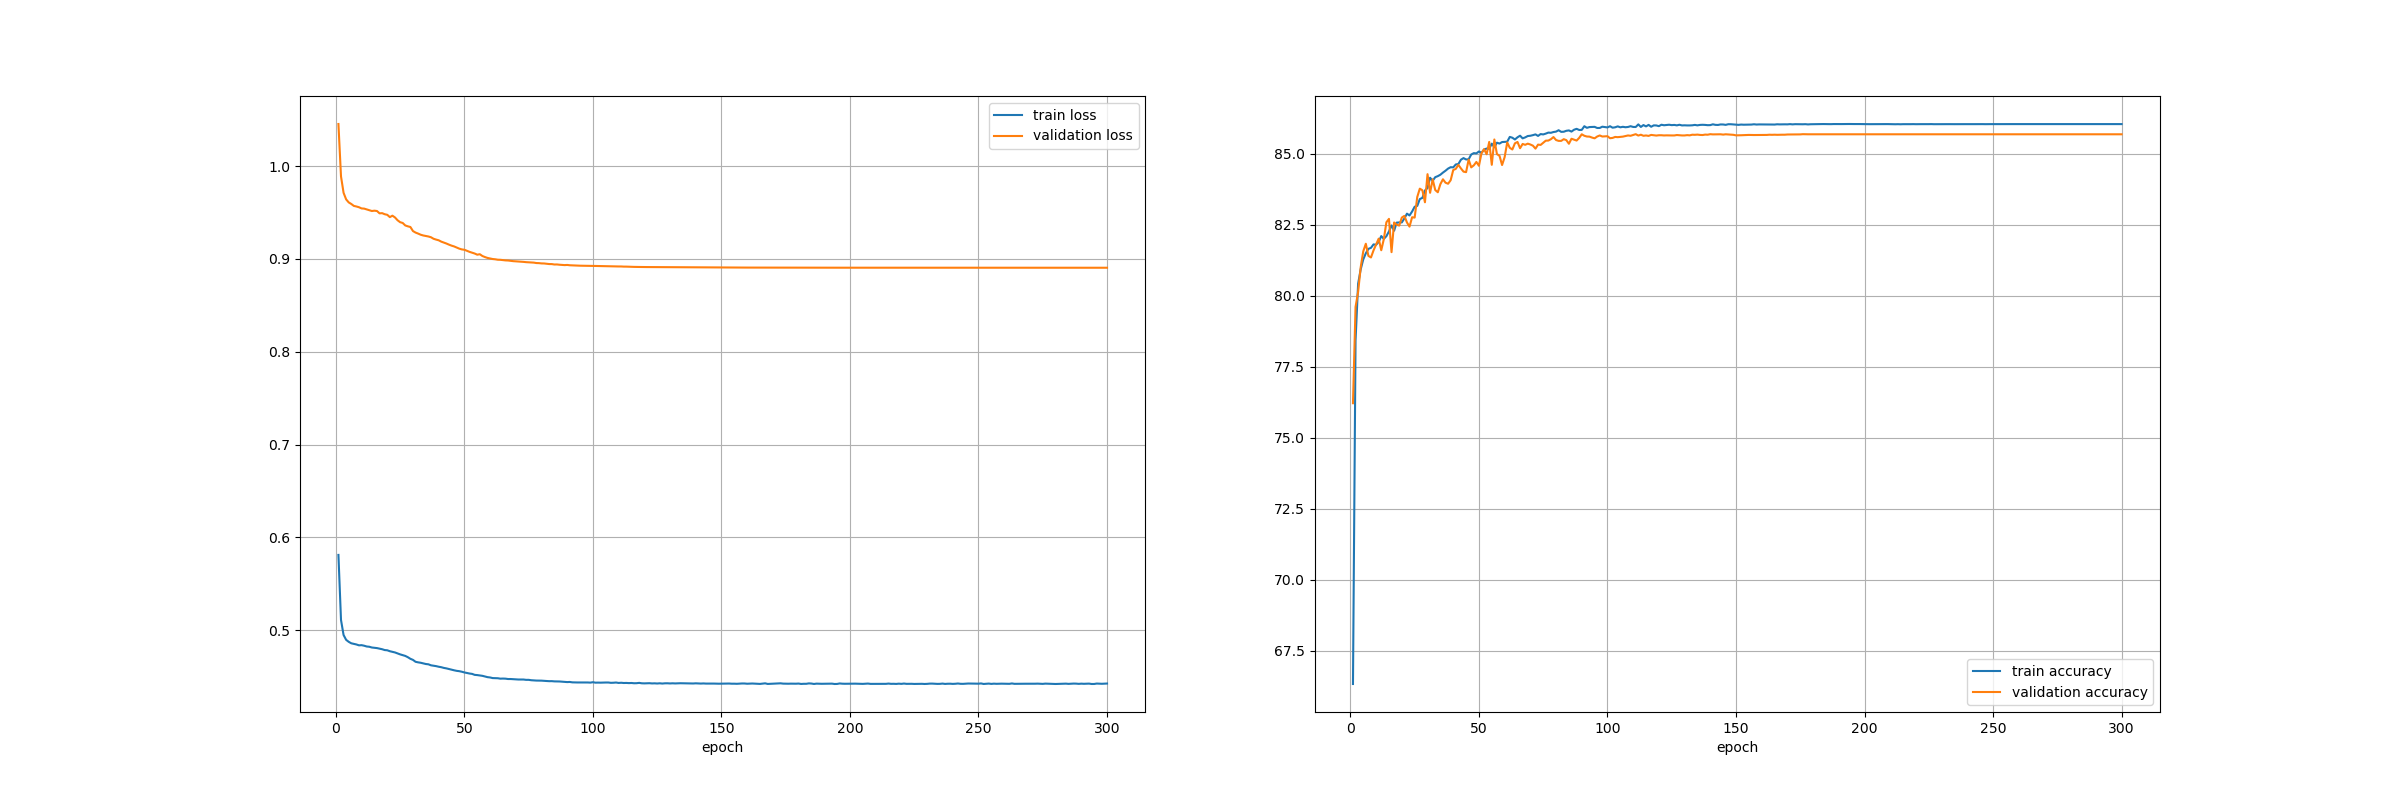 train loss
validation loss
1.0
0.9
0.8
0.7
0.6
0.5
0 50 100 150 200 250 300
epoch
85.0
82.5
80.0
77.5
75.0
72.5
70.0
67.5
train accuracy
validation accuracy
0 50 100 150 200 250 300
epoch